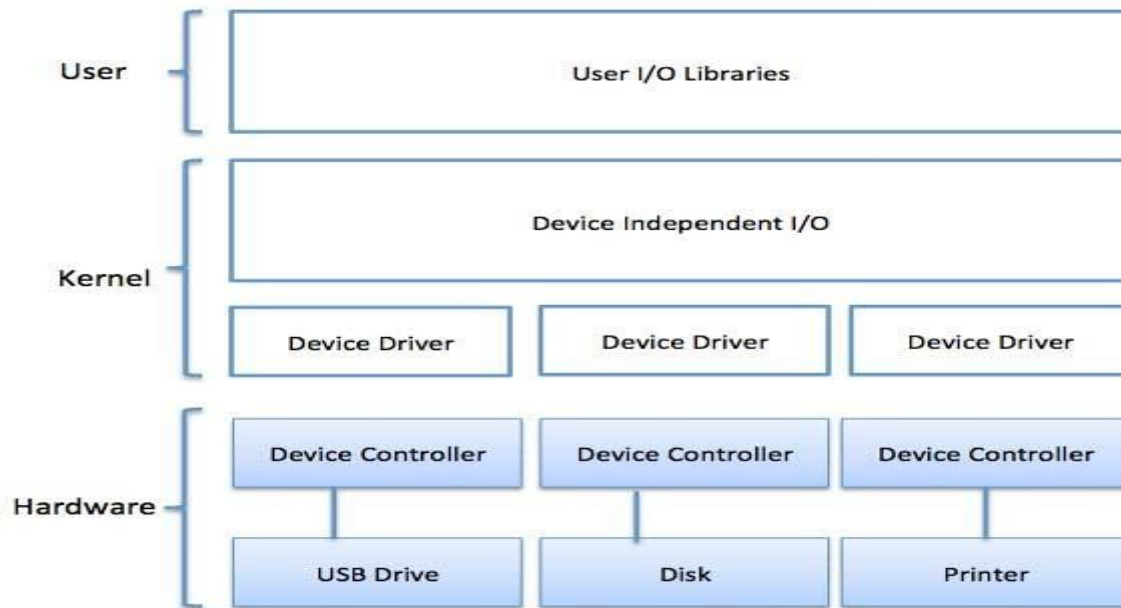 User
User I/O Libraries
Kernel
Device Independent I/O
Device Driver
Device Driver
Device Driver
Hardware
Device Controller
Device Controller
Device Controller
USB Drive
Disk
Printer